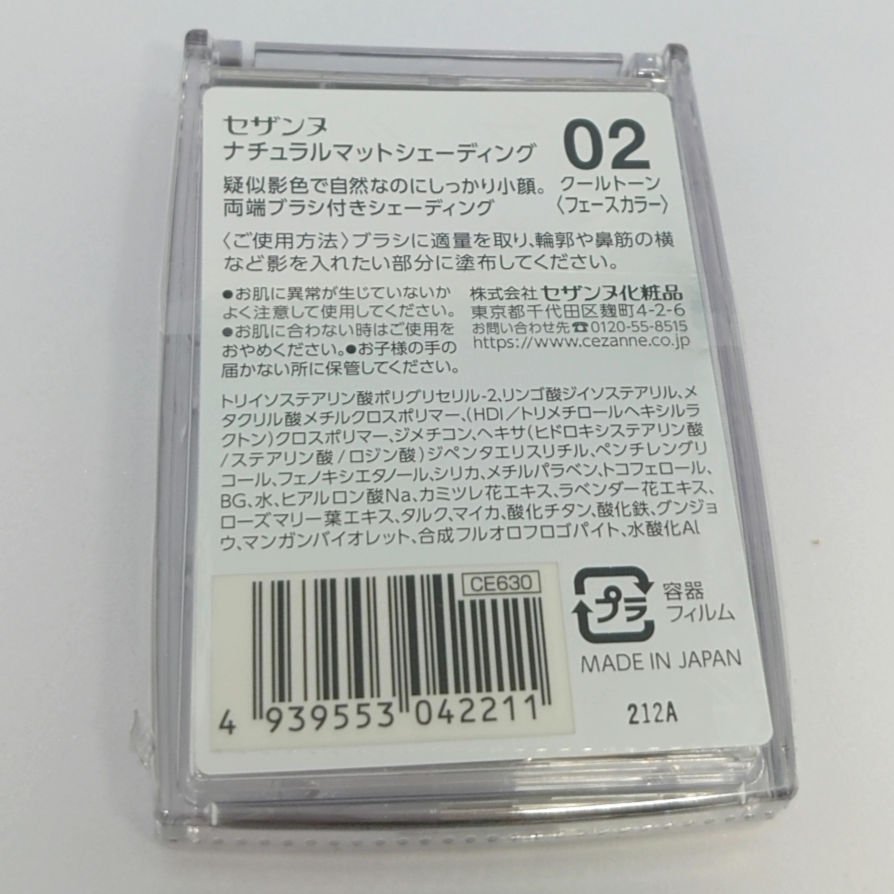 セザンヌ
ナチュラルマットシェーディング
疑似影色で自然なのにしっかり小顔。
両端ブラシ付きシェーディング
02
クールトーン
〈フェースカラー〉
〈ご使用方法〉ブラシに適量を取り、輪郭や鼻筋の横
など影を入れたい部分に塗布してください。
●お肌に異常が生じていないか
よく注意して使用してください。
●お肌に合わない時はご使用を
おやめください。●お子様の手の
届かない所に保管してください。
株式会社 セザンヌ化粧品
東京都千代田区麹町4-2-6
お問い合わせ先☎0120-55-8515
https://www.cezanne.co.jp
トリイソステアリン酸ポリグリセリル-2、リンゴ酸ジイソステアリル、メ
タクリル酸メチルクロスポリマー、(HDI/トリメチロールヘキシルラ
クトン)クロスポリマー、ジメチコン、ヘキサ(ヒドロキシステアリン酸
/ステアリン酸/ロジン酸)ジペンタエリスリチル、ペンチレングリ
コール、フェノキシエタノール、シリカ、メチルパラベン、トコフェロール、
BG、水、ヒアルロン酸Na、カミツレ花エキス、ラベンダー花エキス、
ローズマリー葉エキス、タルク、マイカ、酸化チタン、酸化鉄、グンジョ
ウ、マンガンバイオレット、合成フルオロフロゴパイト、水酸化Al
CE630
4 939553 042211
プラ
容器
フィルム
MADE IN JAPAN
212A